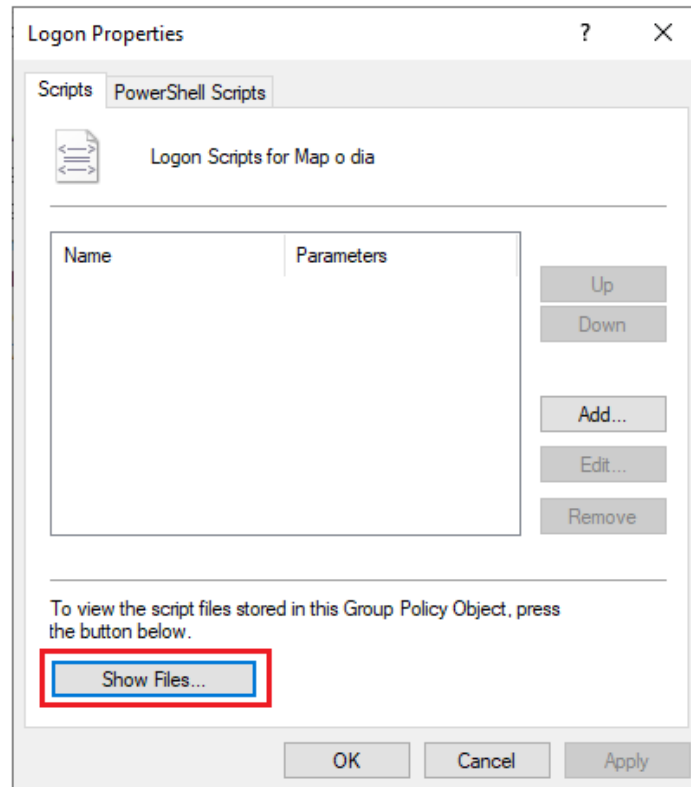 Logon Properties
?
Scripts
PowerShell Scripts
Logon Scripts for Map o dia
Name
Parameters
Up
Down
Add...
Edit...
Remove
To view the script files stored in this Group Policy Object, press
the button below.
Show Files...
OK
Cancel
Apply